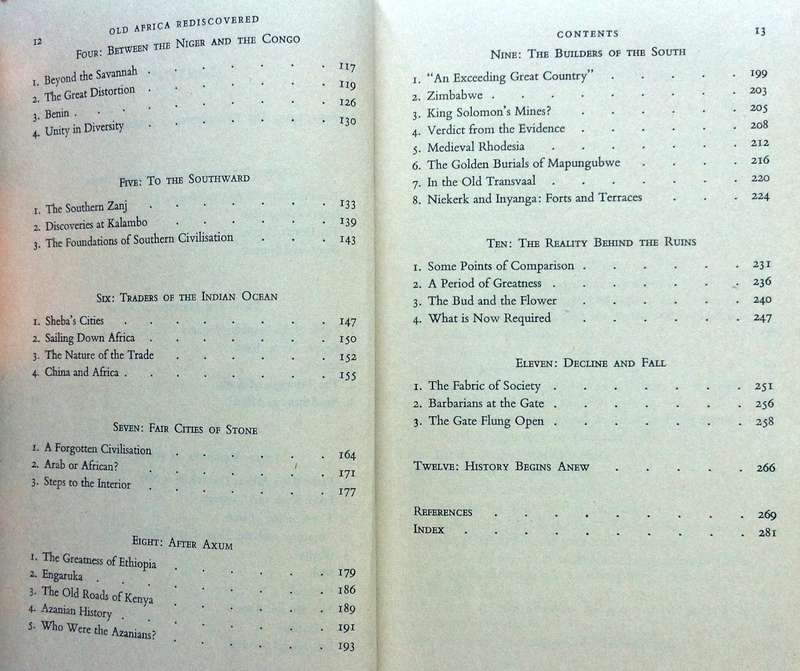 12 OLD AFRICA REDISCOVERED
FOUR: BETWEEN THE NIGER AND THE CONGO
1. Beyond the Savannah . . . . . . . 117
2. The Great Distortion . . . . . . . 119
3. Benin . . . . . . . . . 126
4. Unity in Diversity . . . . . . . 130
FIVE: TO THE SOUTHWARD
1. The Southern Zanj . . . . . . . 133
2. Discoveries at Kalambo . . . . . . 139
3. The Foundations of Southern Civilisation . . . 143
SIX: TRADERS OF THE INDIAN OCEAN
1. Sheba's Cities . . . . . . . . 147
2. Sailing Down Africa . . . . . . . 150
3. The Nature of the Trade . . . . . . 152
4. China and Africa . . . . . . . . 155
SEVEN: FAIR CITIES OF STONE
1. A Forgotten Civilisation . . . . . . 164
2. Arab or African? . . . . . . . 171
3. Steps to the Interior . . . . . . . 177
EIGHT: AFTER AXUM
1. The Greatness of Ethiopia . . . . . . 179
2. Engaruka . . . . . . . . . 186
3. The Old Roads of Kenya . . . . . . 189
4. Azanian History . . . . . . . . 191
5. Who Were the Azanians? . . . . . . 193
CONTENTS 13
NINE: THE BUILDERS OF THE SOUTH
1. "An Exceeding Great Country" . . . . . 199
2. Zimbabwe . . . . . . . . . 203
3. King Solomon's Mines? . . . . . . 205
4. Verdict from the Evidence . . . . . . 208
5. Medieval Rhodesia . . . . . . . 212
6. The Golden Burials of Mapungubwe . . . . 216
7. In the Old Transvaal . . . . . . . 220
8. Niekerk and Inyanga: Forts and Terraces . . . 224
TEN: THE REALITY BEHIND THE RUINS
1. Some Points of Comparison . . . . . . 231
2. A Period of Greatness . . . . . . . 236
3. The Bud and the Flower . . . . . . 240
4. What is Now Required . . . . . . 247
ELEVEN: DECLINE AND FALL
1. The Fabric of Society . . . . . . . 251
2. Barbarians at the Gate . . . . . . . 256
3. The Gate Flung Open . . . . . . . 258
TWELVE: HISTORY BEGINS ANEW . . . . . 266
REFERENCES . . . . . . . . . 269
INDEX . . . . . . . . . . 281